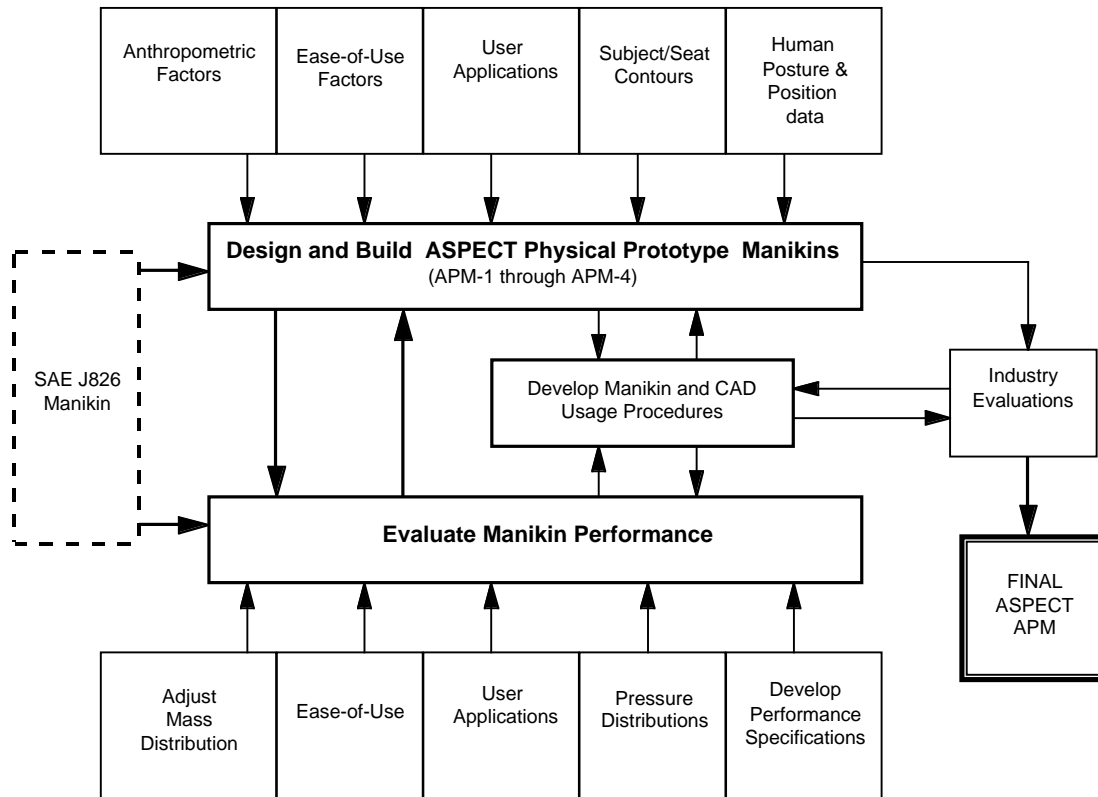 Anthropometric
Factors
Ease-of-Use
Factors
User
Applications
Subject/Seat
Contours
Human
Posture &
Position
data
Design and Build ASPECT Physical Prototype Manikins
(APM-1 through APM-4)
SAE J826
Manikin
Develop Manikin and CAD
Usage Procedures
Industry
Evaluations
Evaluate Manikin Performance
FINAL
ASPECT
APM
Adjust
Mass
Distribution
Ease-of-Use
User
Applications
Pressure
Distributions
Develop
Performance
Specifications